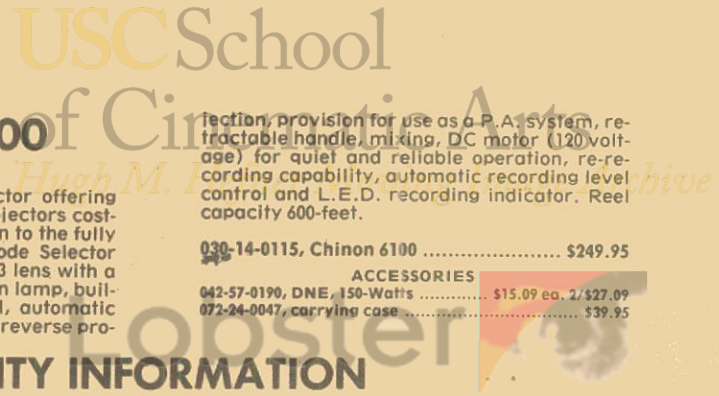 USC School
of Cinematic Arts
Hugh M. H
chive
00
ctor offering
jectors cost-
n to the fully
ode Selector
3 lens with a
n lamp, buil-
l, automatic
reverse pro-
jection, provision for use as a P.A. system, re-
tractable handle, mixing, DC motor (120 volt-
age) for quiet and reliable operation, re-re-
cording capability, automatic recording level
control and L.E.D. recording indicator. Reel
capacity 600-feet.
030-14-0115, Chinon 6100 ........................ $249.95
ACCESSORIES
042-57-0190, DNE, 150-Watts ............ $15.09 ea. 2/$27.09
072-24-0047, carrying case .............................. $39.95
Lobster
ITY INFORMATION